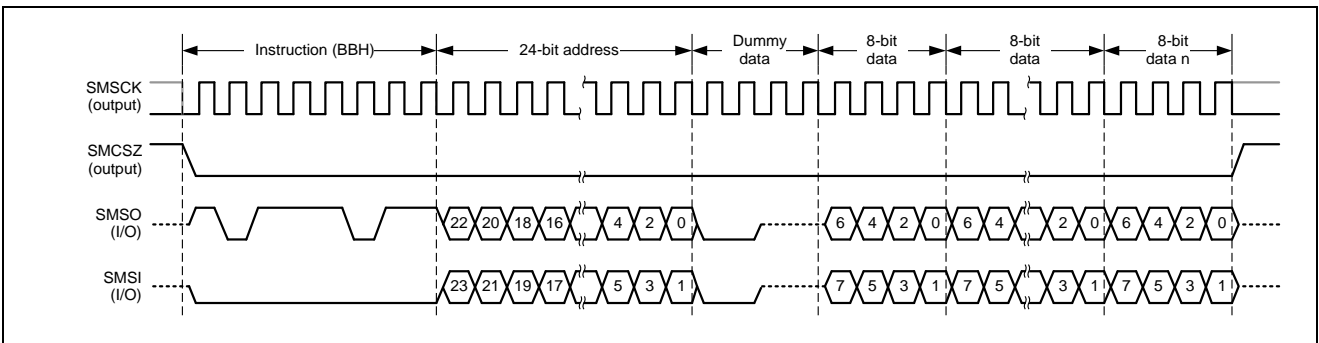 Instruction (BBH)
24-bit address
Dummy
data
8-bit
data
8-bit
data
8-bit
data n
SMSCK
(output)
SMCSZ
(output)
SMSO
(I/O)
22 20 18 16 4 2 0 6 4 2 0 6 4 2 0 6 4 2 0
SMSI
(I/O)
23 21 19 17 5 3 1 7 5 3 1 7 5 3 1 7 5 3 1